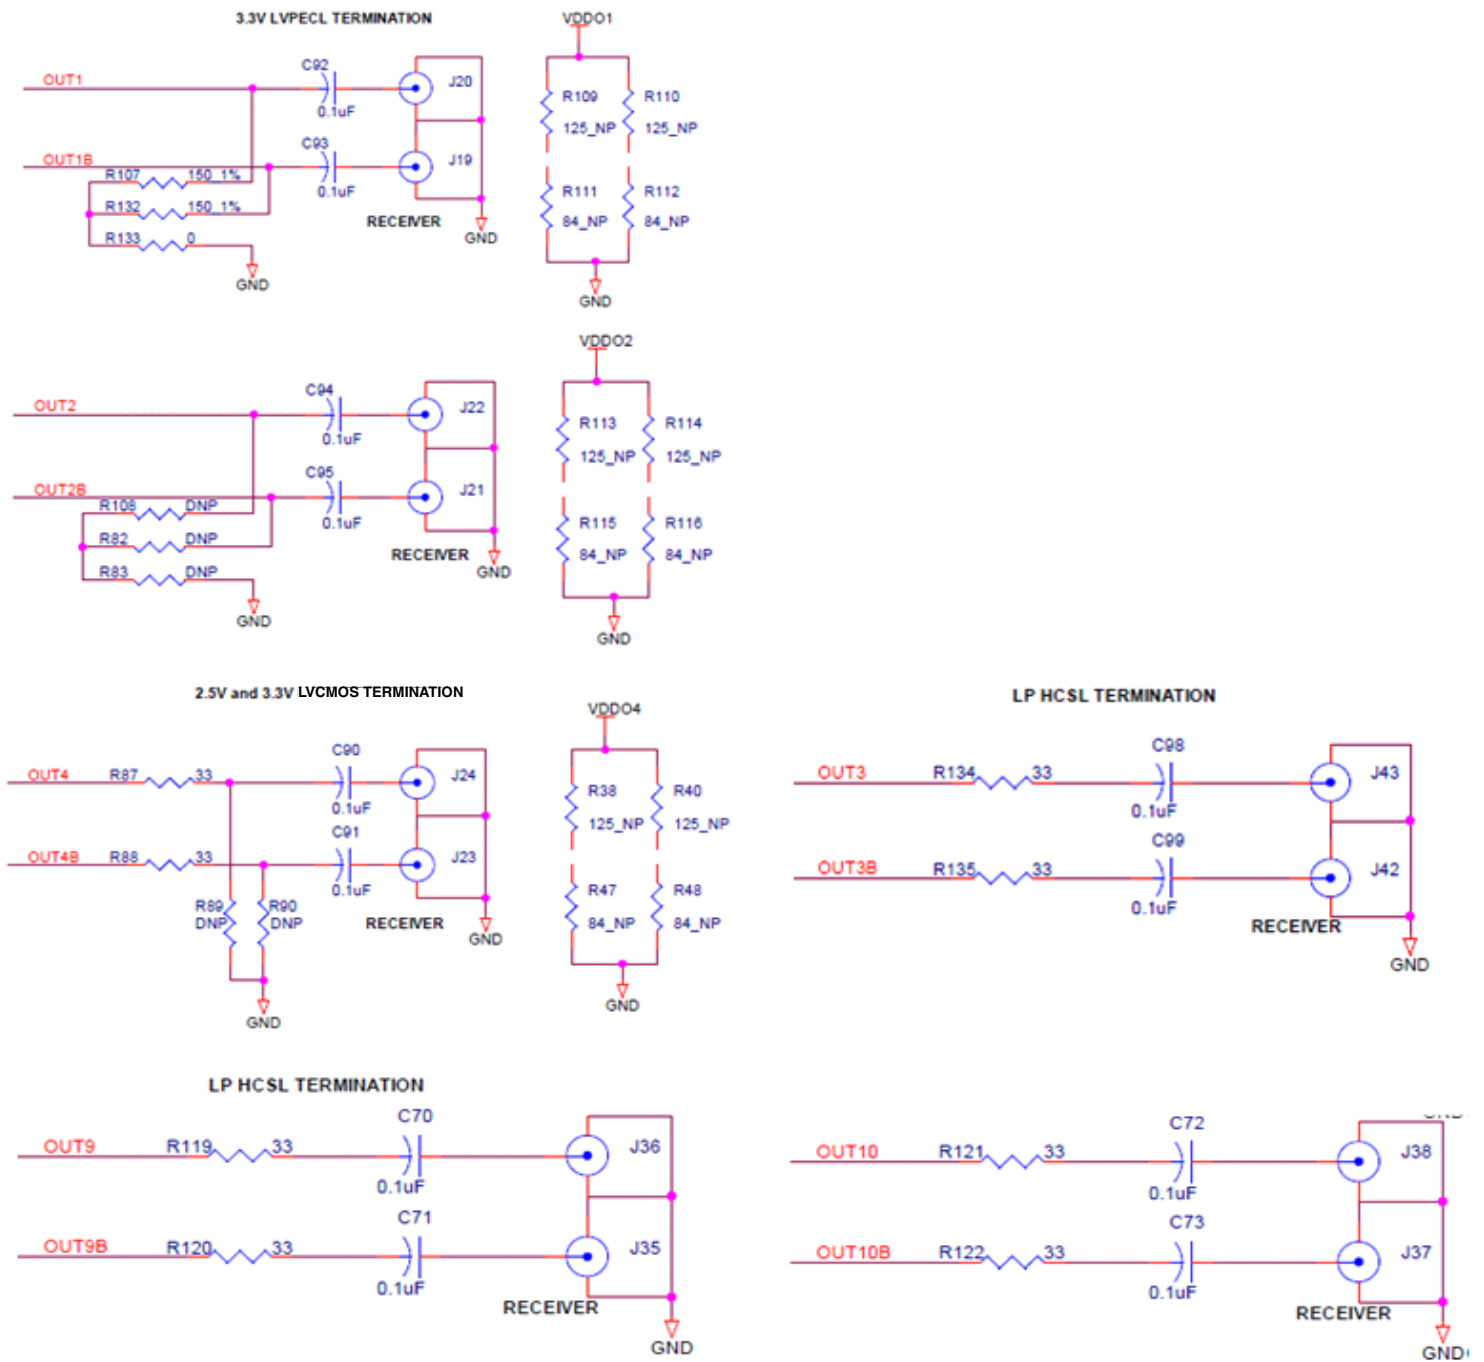 3.3V LVPECL TERMINATION
VDDO1
OUT1
C92
0.1uF
J20
R109
125_NP
R110
125_NP
OUT1B
C93
0.1uF
J19
R107
150_1%
R132
150_1%
R133
0
RECEIVER
GND
GND
R111
84_NP
R112
84_NP
GND
VDDO2
OUT2
C94
0.1uF
J22
R113
125_NP
R114
125_NP
OUT2B
C95
0.1uF
J21
R108
DNP
R82
DNP
R83
DNP
RECEIVER
GND
GND
R115
84_NP
R116
84_NP
GND
2.5V and 3.3V LVCMOS TERMINATION
VDDO4
OUT4
R87
33
C90
0.1uF
J24
R38
125_NP
R40
125_NP
OUT4B
R88
33
C91
0.1uF
J23
R89
DNP
R90
DNP
RECEIVER
GND
GND
R47
84_NP
R48
84_NP
GND
LP HCSL TERMINATION
OUT3
R134
33
C98
0.1uF
J43
OUT3B
R135
33
C99
0.1uF
J42
RECEIVER
GND
LP HCSL TERMINATION
OUT9
R119
33
C70
0.1uF
J36
OUT9B
R120
33
C71
0.1uF
J35
RECEIVER
GND
OUT10
R121
33
C72
0.1uF
J38
OUT10B
R122
33
C73
0.1uF
J37
RECEIVER
GND